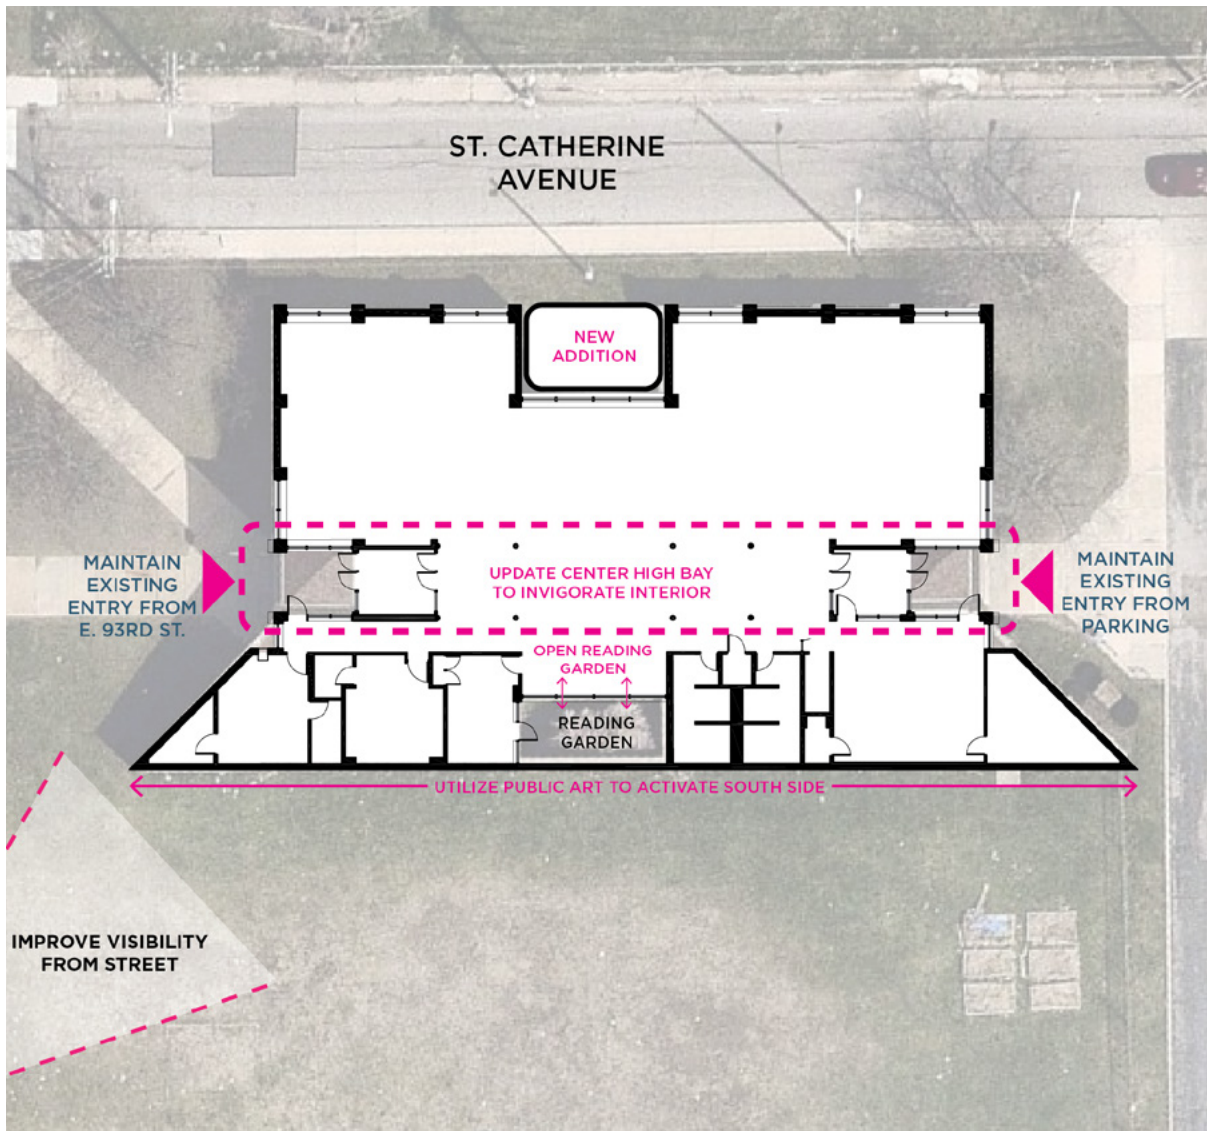 ST. CATHERINE
AVENUE
NEW
ADDITION
MAINTAIN
EXISTING
ENTRY FROM
E. 93RD ST.
UPDATE CENTER HIGH BAY
TO INVIGORATE INTERIOR
MAINTAIN
EXISTING
ENTRY FROM
PARKING
OPEN READING
GARDEN
READING
GARDEN
UTILIZE PUBLIC ART TO ACTIVATE SOUTH SIDE
IMPROVE VISIBILITY
FROM STREET